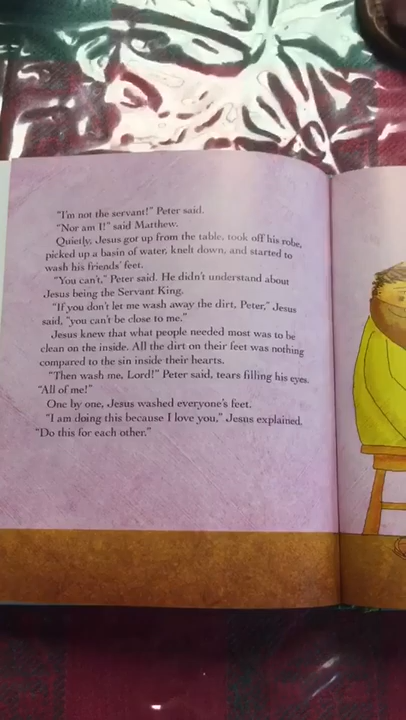 "I'm not the servant!" Peter said.
"Nor am I!" said Matthew.
Quietly, Jesus got up from the table, took off his robe,
picked up a basin of water, knelt down, and started to
wash his friends' feet.
"You can't," Peter said. He didn't understand about
Jesus being the Servant King.
"If you don't let me wash away the dirt, Peter," Jesus
said, "you can't be close to me."
Jesus knew that what people needed most was to be
clean on the inside. All the dirt on their feet was nothing
compared to the sin inside their hearts.
"Then wash me, Lord!" Peter said, tears filling his eyes.
"All of me!"
One by one, Jesus washed everyone's feet.
"I am doing this because I love you," Jesus explained.
"Do this for each other."